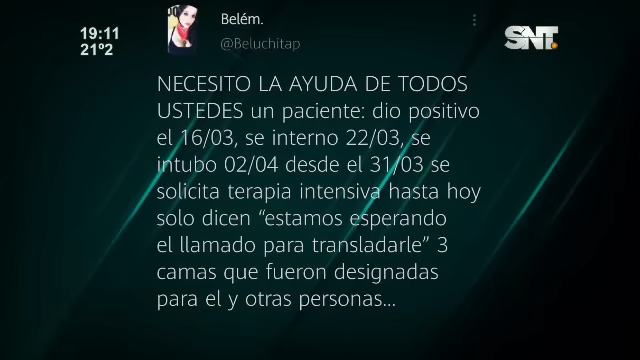 19:11
21º2
Belém.
@Beluchitap
SNT.
NECESITO LA AYUDA DE TODOS
USTEDES un paciente: dio positivo
el 16/03, se interno 22/03, se
intubo 02/04 desde el 31/03 se
solicita terapia intensiva hasta hoy
solo dicen “estamos esperando
el llamado para transladarle” 3
camas que fueron designadas
para el y otras personas...